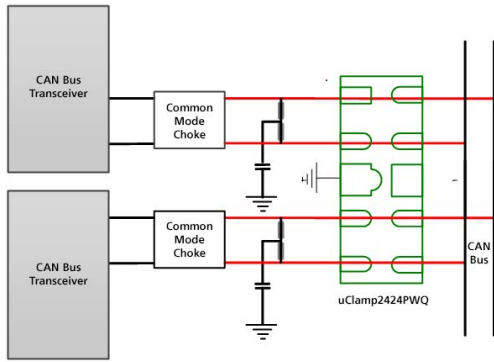 CAN Bus
Transceiver
Common
Mode
Choke
CAN Bus
Transceiver
Common
Mode
Choke
CAN
Bus
uClamp2424PWQ